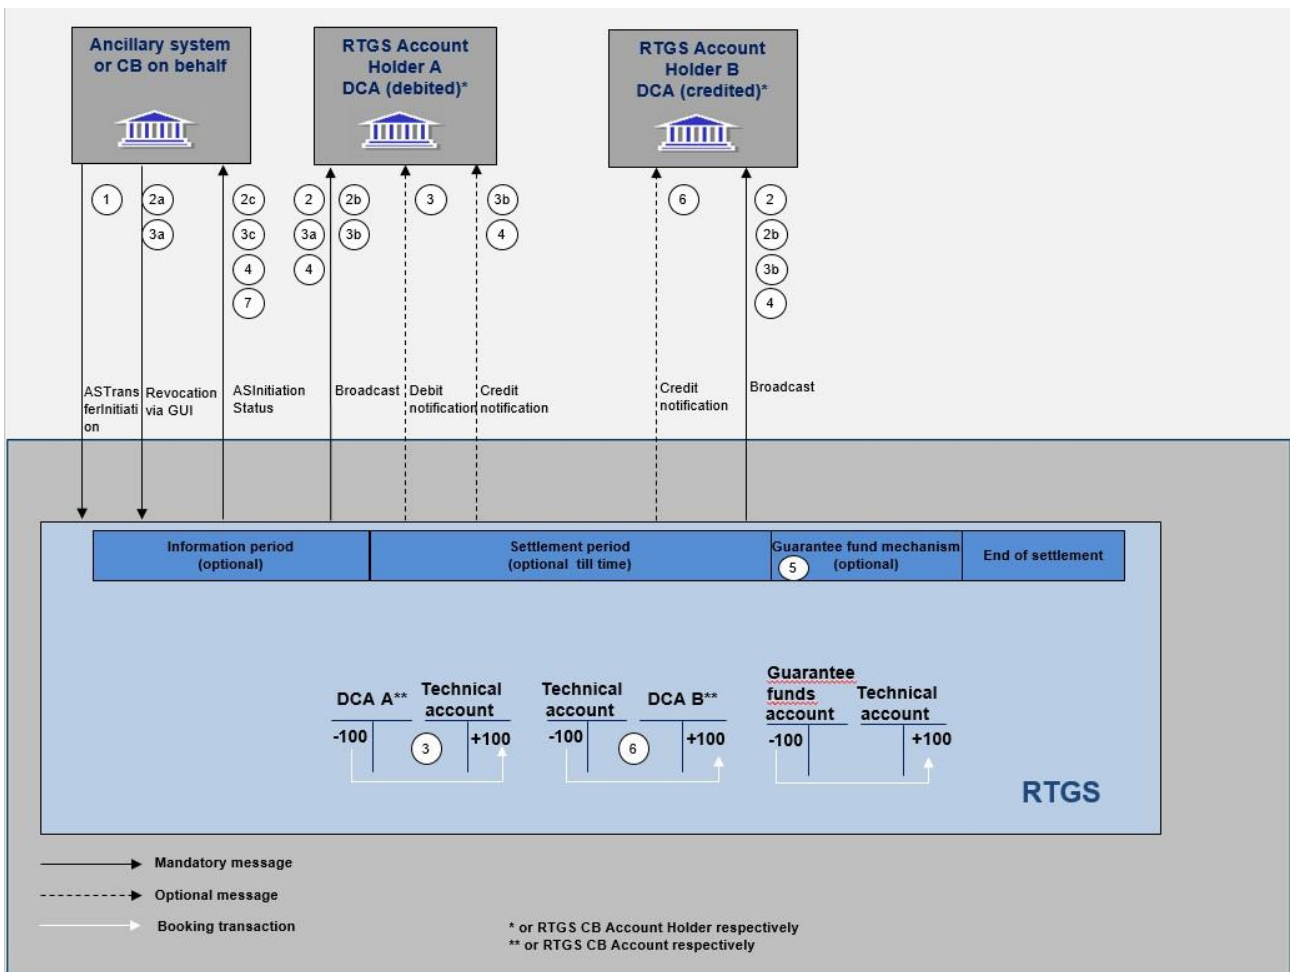 Ancillary system
or CB on behalf
RTGS Account
Holder A
DCA (debited)*
RTGS Account
Holder B
DCA (credited)*
1
2a
3a
2c
3c
4
7
2
3a
4
2b
3b
3
3b
4
6
2
2b
3b
4
ASTrans
ferInitiati
on
Revocation
via GUI
ASInitiation
Status
Broadcast
Debit
notification
Credit
notification
Credit
notification
Broadcast
Information period
(optional)
Settlement period
(optional till time)
Guarantee fund mechanism
5 (optional)
End of settlement
DCA A**
Technical
account
-100
3
+100
Technical
account
DCA B**
-100
6
+100
Guarantee
funds
account
Technical
account
-100
+100
RTGS
Mandatory message
Optional message
Booking transaction
* or RTGS CB Account Holder respectively
** or RTGS CB Account respectively